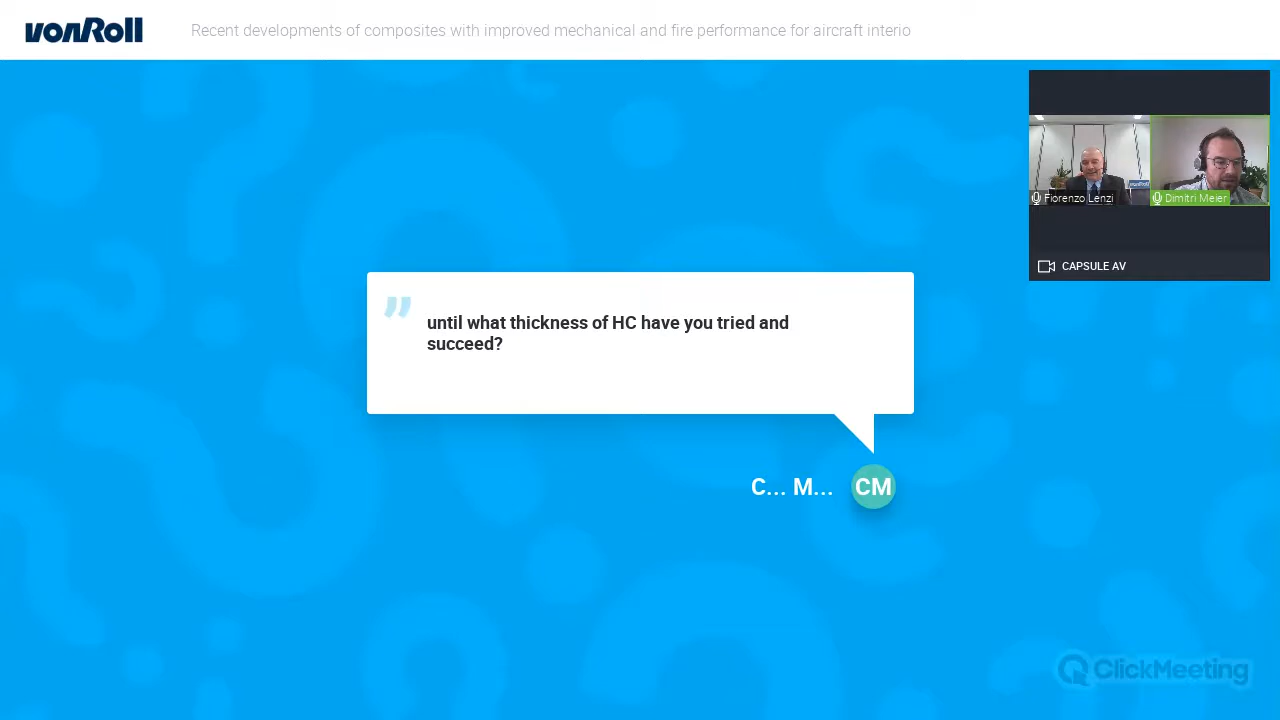 vonRoll
Recent developments of composites with improved mechanical and fire performance for aircraft interio
Fiorenzo Lenzi
Dimitri Meier
CAPSULE AV
until what thickness of HC have you tried and
succeed?
C... M...
CM
ClickMeeting